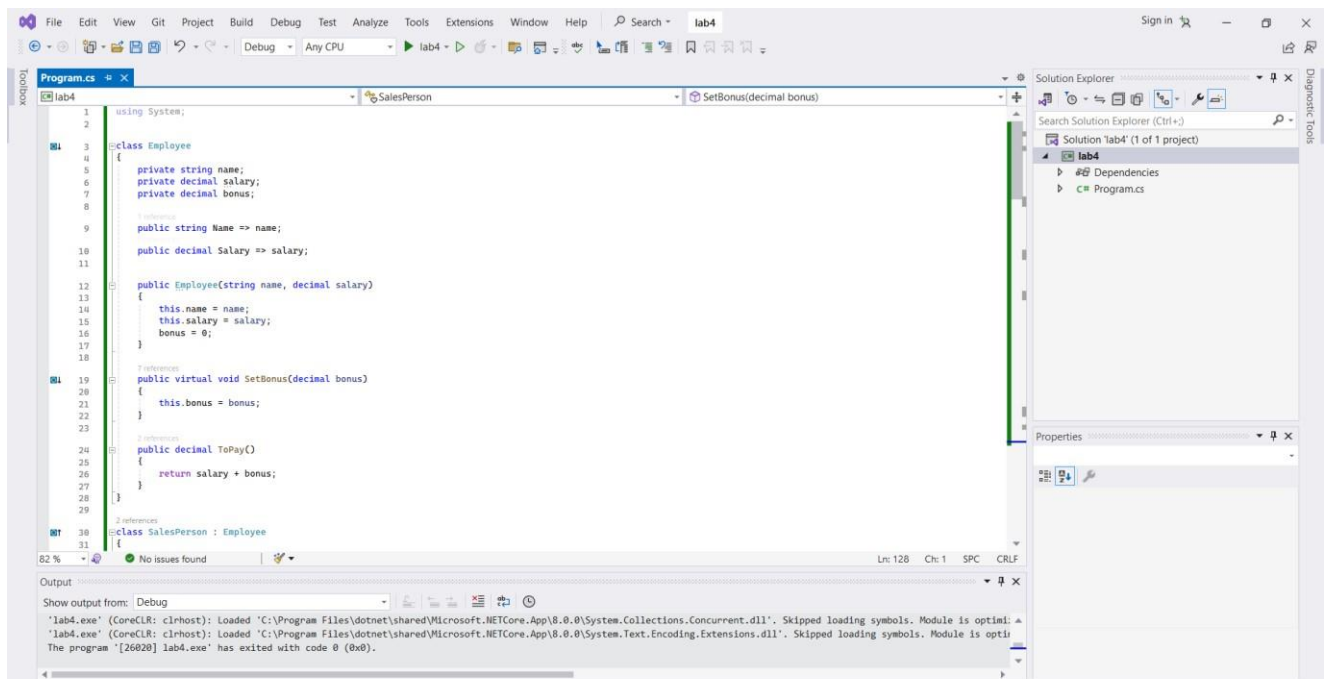 File Edit View Git Project Build Debug Test Analyze Tools Extensions Window Help Search lab4 Sign in
Debug Any CPU lab4
Toolbox
Program.cs
lab4 SalesPerson SetBonus(decimal bonus)
1 using System;
2
3 class Employee
4 {
5 private string name;
6 private decimal salary;
7 private decimal bonus;
8
1 reference
9 public string Name => name;
10 public decimal Salary => salary;
11
12 public Employee(string name, decimal salary)
13 {
14 this.name = name;
15 this.salary = salary;
16 bonus = 0;
17 }
18
7 references
19 public virtual void SetBonus(decimal bonus)
20 {
21 this.bonus = bonus;
22 }
23
2 references
24 public decimal ToPay()
25 {
26 return salary + bonus;
27 }
28 }
29
2 references
30 class SalesPerson : Employee
31 {
82 % No issues found Ln: 128 Ch: 1 SPC CRLF
Output
Show output from: Debug
'lab4.exe' (CoreCLR: clrhost): Loaded 'C:\Program Files\dotnet\shared\Microsoft.NETCore.App\8.0.0\System.Collections.Concurrent.dll'. Skipped loading symbols. Module is optimi
'lab4.exe' (CoreCLR: clrhost): Loaded 'C:\Program Files\dotnet\shared\Microsoft.NETCore.App\8.0.0\System.Text.Encoding.Extensions.dll'. Skipped loading symbols. Module is opti
The program '[26020] lab4.exe' has exited with code 0 (0x0).
Solution Explorer
Search Solution Explorer (Ctrl+;)
Solution 'lab4' (1 of 1 project)
lab4
Dependencies
C# Program.cs
Properties
Diagnostic Tools